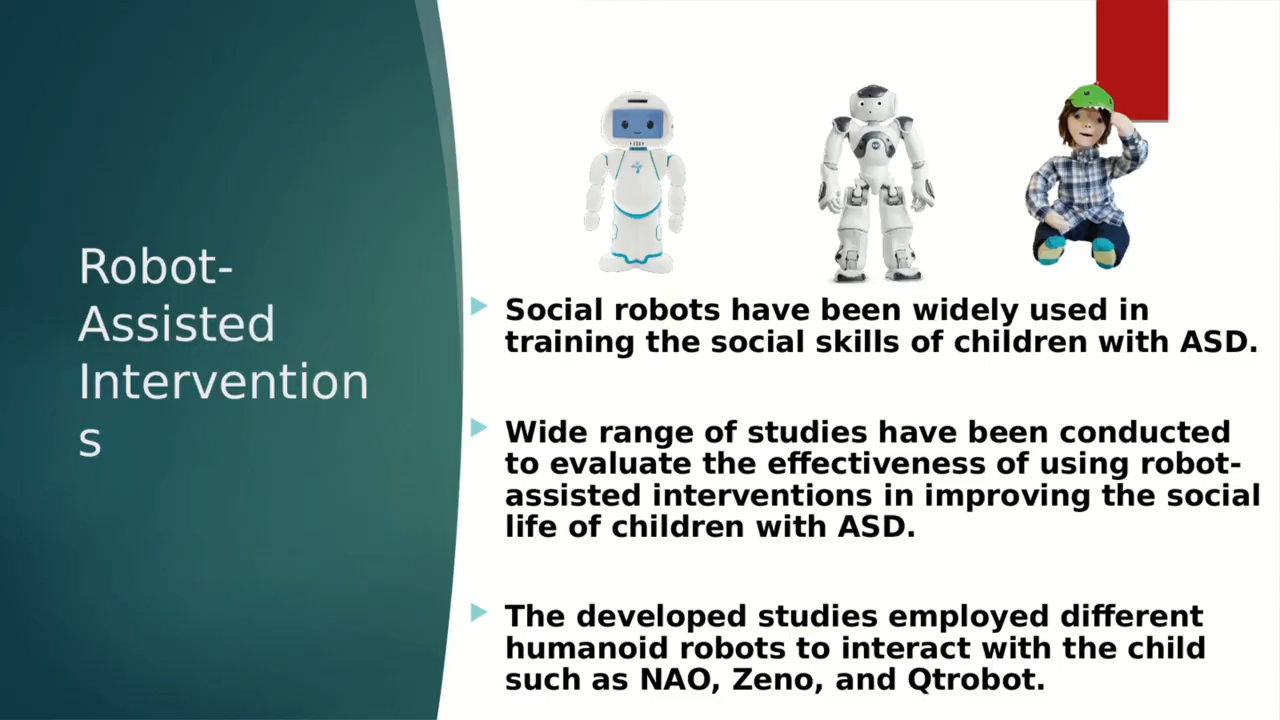 Robot-
Assisted
Intervention
s
Social robots have been widely used in
training the social skills of children with ASD.
Wide range of studies have been conducted
to evaluate the effectiveness of using robot-
assisted interventions in improving the social
life of children with ASD.
The developed studies employed different
humanoid robots to interact with the child
such as NAO, Zeno, and Qtrobot.